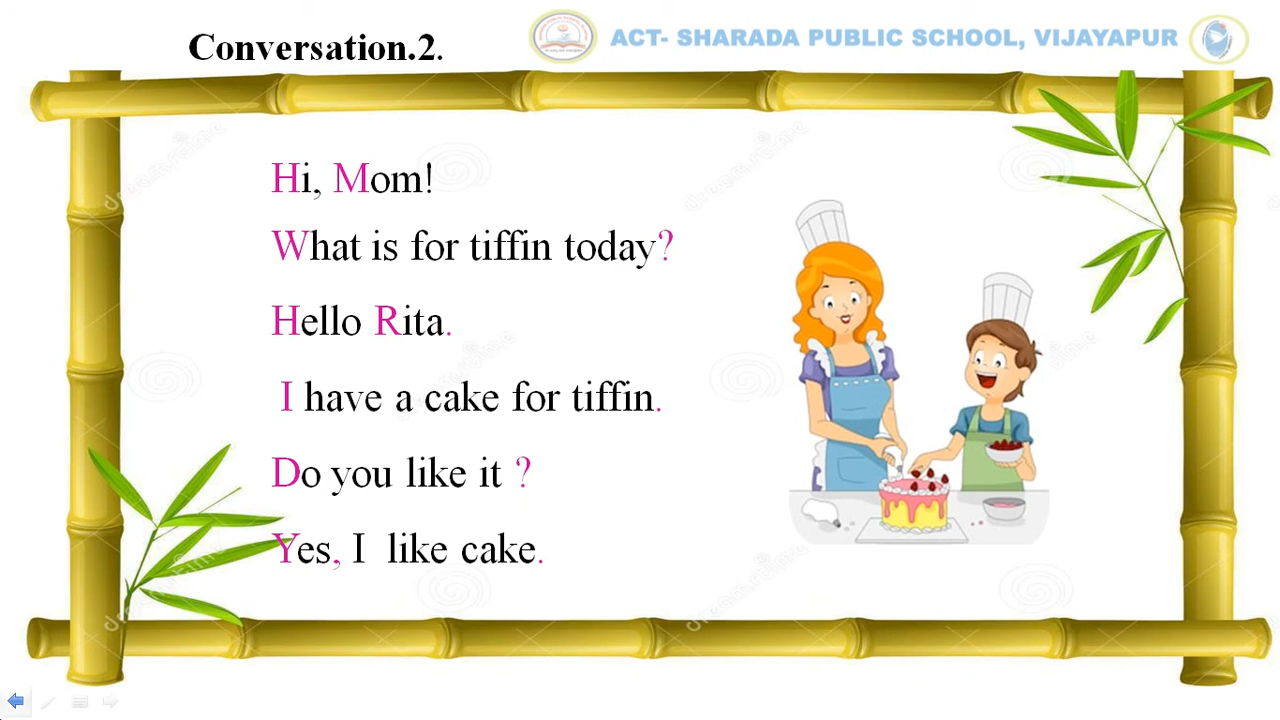 Conversation.2.
ACT- SHARADA PUBLIC SCHOOL, VIJAYAPUR
Hi, Mom!
What is for tiffin today?
Hello Rita.
I have a cake for tiffin.
Do you like it ?
Yes, I like cake.